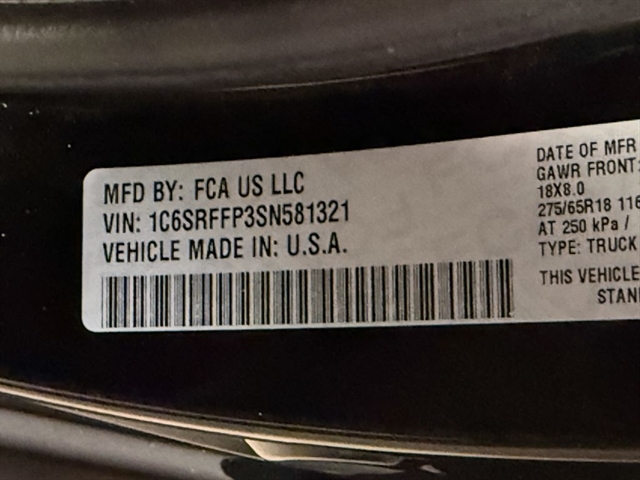 MFD BY: FCA US LLC
VIN: 1C6SRFFP3SN581321
VEHICLE MADE IN: U.S.A.
DATE OF MFR
GAWR FRONT:
18X8.0
275/65R18 116
AT 250 kPa /
TYPE: TRUCK
THIS VEHICLE